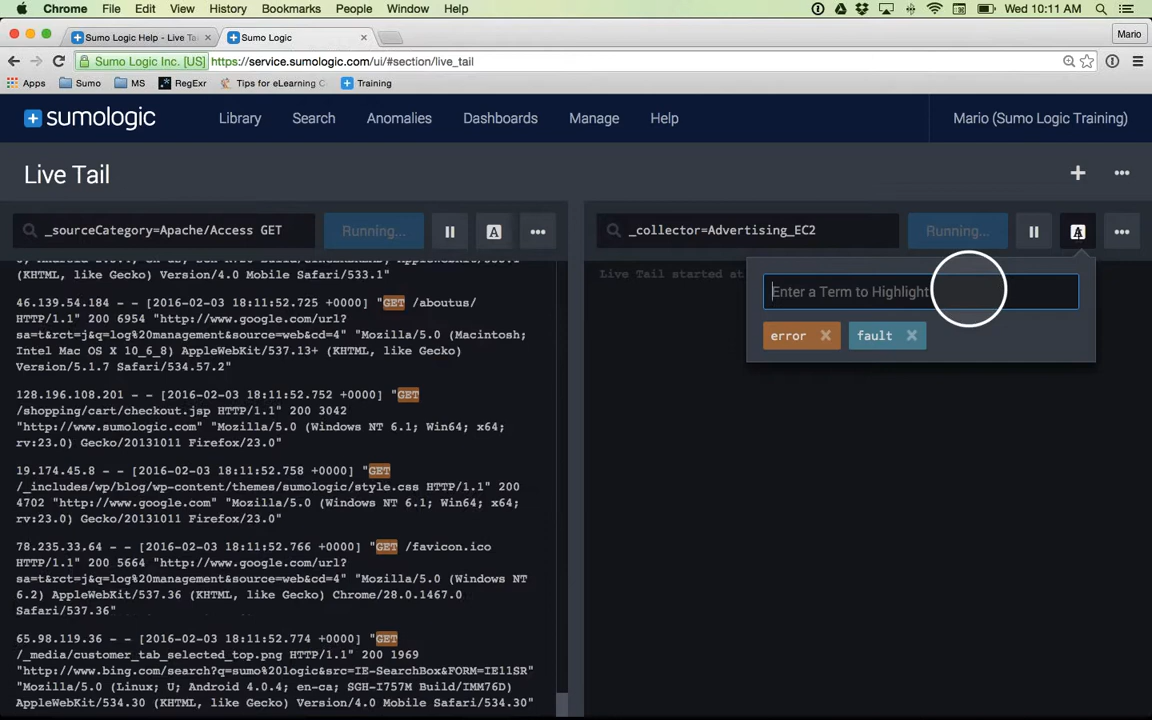 Chrome File Edit View History Bookmarks People Window Help Wed 10:11 AM
Sumo Logic Help - Live Ta
Sumo Logic
Mario
Sumo Logic Inc. [US] https://service.sumologic.com/ui/#section/live_tail
Apps Sumo MS RegExr Tips for eLearning C Training
sumologic Library Search Anomalies Dashboards Manage Help Mario (Sumo Logic Training)
Live Tail
_sourceCategory=Apache/Access GET Running...
like Gecko) Version/4.0 Mobile Safari/533.1"
46.139.54.184 - - [2016-02-03 18:11:52.725 +0000] "GET /aboutus/
HTTP/1.1" 200 6954 "http://www.google.com/url?
sa=t&rct=j&q=log%20management&source=web&cd=4" "Mozilla/5.0 (Macintosh;
Intel Mac OS X 10_6_8) AppleWebKit/537.13+ (KHTML, like Gecko)
Version/5.1.7 Safari/534.57.2"
128.196.108.201 - - [2016-02-03 18:11:52.752 +0000] "GET
/shopping/cart/checkout.jsp HTTP/1.1" 200 3042
"http://www.sumologic.com" "Mozilla/5.0 (Windows NT 6.1; Win64; x64;
rv:23.0) Gecko/20131011 Firefox/23.0"
19.174.45.8 - - [2016-02-03 18:11:52.758 +0000] "GET
/_includes/wp/blog/wp-content/themes/sumologic/style.css HTTP/1.1" 200
4702 "http://www.google.com" "Mozilla/5.0 (Windows NT 6.1; Win64; x64;
rv:23.0) Gecko/20131011 Firefox/23.0"
78.235.33.64 - - [2016-02-03 18:11:52.766 +0000] "GET /favicon.ico
HTTP/1.1" 200 5664 "http://www.google.com/url?
sa=t&rct=j&q=log%20management&source=web&cd=4" "Mozilla/5.0 (Windows NT
6.2) AppleWebKit/537.36 (KHTML, like Gecko) Chrome/28.0.1467.0
Safari/537.36"
65.98.119.36 - - [2016-02-03 18:11:52.774 +0000] "GET
/_media/customer_tab_selected_top.png HTTP/1.1" 200 1969
"http://www.bing.com/search?q=sumo%20logic&src=IE-SearchBox&FORM=IE11SR"
"Mozilla/5.0 (Linux; U; Android 4.0.4; en-ca; SGH-I757M Build/IMM76D)
AppleWebKit/534.30 (KHTML, like Gecko) Version/4.0 Mobile Safari/534.30"
_collector=Advertising_EC2 Running...
Live Tail started at
Enter a Term to Highlight
error fault